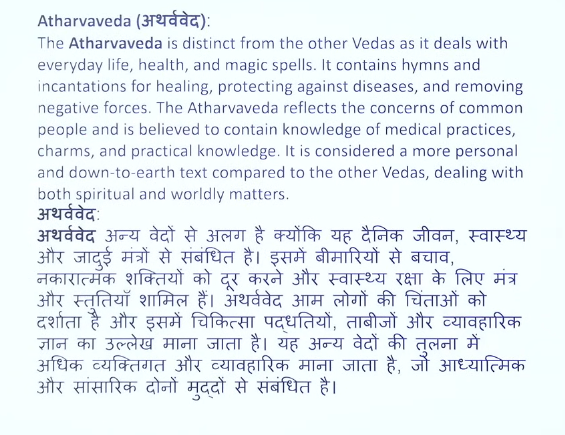 Atharvaveda (अथर्ववेद):
The Atharvaveda is distinct from the other Vedas as it deals with
everyday life, health, and magic spells. It contains hymns and
incantations for healing, protecting against diseases, and removing
negative forces. The Atharvaveda reflects the concerns of common
people and is believed to contain knowledge of medical practices,
charms, and practical knowledge. It is considered a more personal
and down-to-earth text compared to the other Vedas, dealing with
both spiritual and worldly matters.
अथर्ववेद:
अथर्ववेद अन्य वेदों से अलग है क्योंकि यह दैनिक जीवन, स्वास्थ्य
और जादुई मंत्रों से संबंधित है। इसमें बीमारियों से बचाव,
नकारात्मक शक्तियों को दूर करने और स्वास्थ्य रक्षा के लिए मंत्र
और स्तुतियाँ शामिल हैं। अथर्ववेद आम लोगों की चिंताओं को
दर्शाता है और इसमें चिकित्सा पद्धतियों, ताबीजों और व्यावहारिक
ज्ञान का उल्लेख माना जाता है। यह अन्य वेदों की तुलना में
अधिक व्यक्तिगत और व्यावहारिक माना जाता है, जो आध्यात्मिक
और सांसारिक दोनों मुद्दों से संबंधित है।